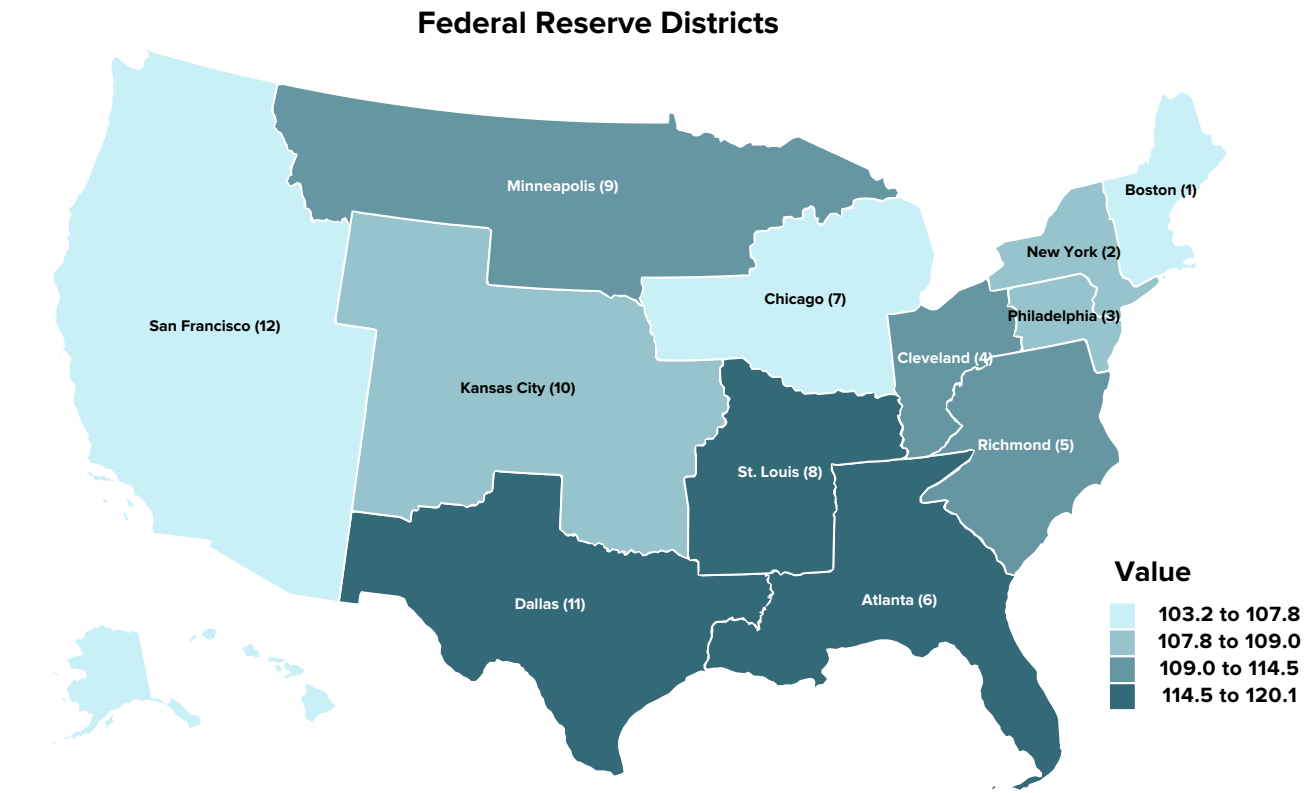 Federal Reserve Districts
Minneapolis (9)
Boston (1)
New York (2)
Chicago (7)
Philadelphia (3)
San Francisco (12)
Cleveland (4)
Kansas City (10)
Richmond (5)
St. Louis (8)
Dallas (11)
Atlanta (6)
Value
103.2 to 107.8
107.8 to 109.0
109.0 to 114.5
114.5 to 120.1